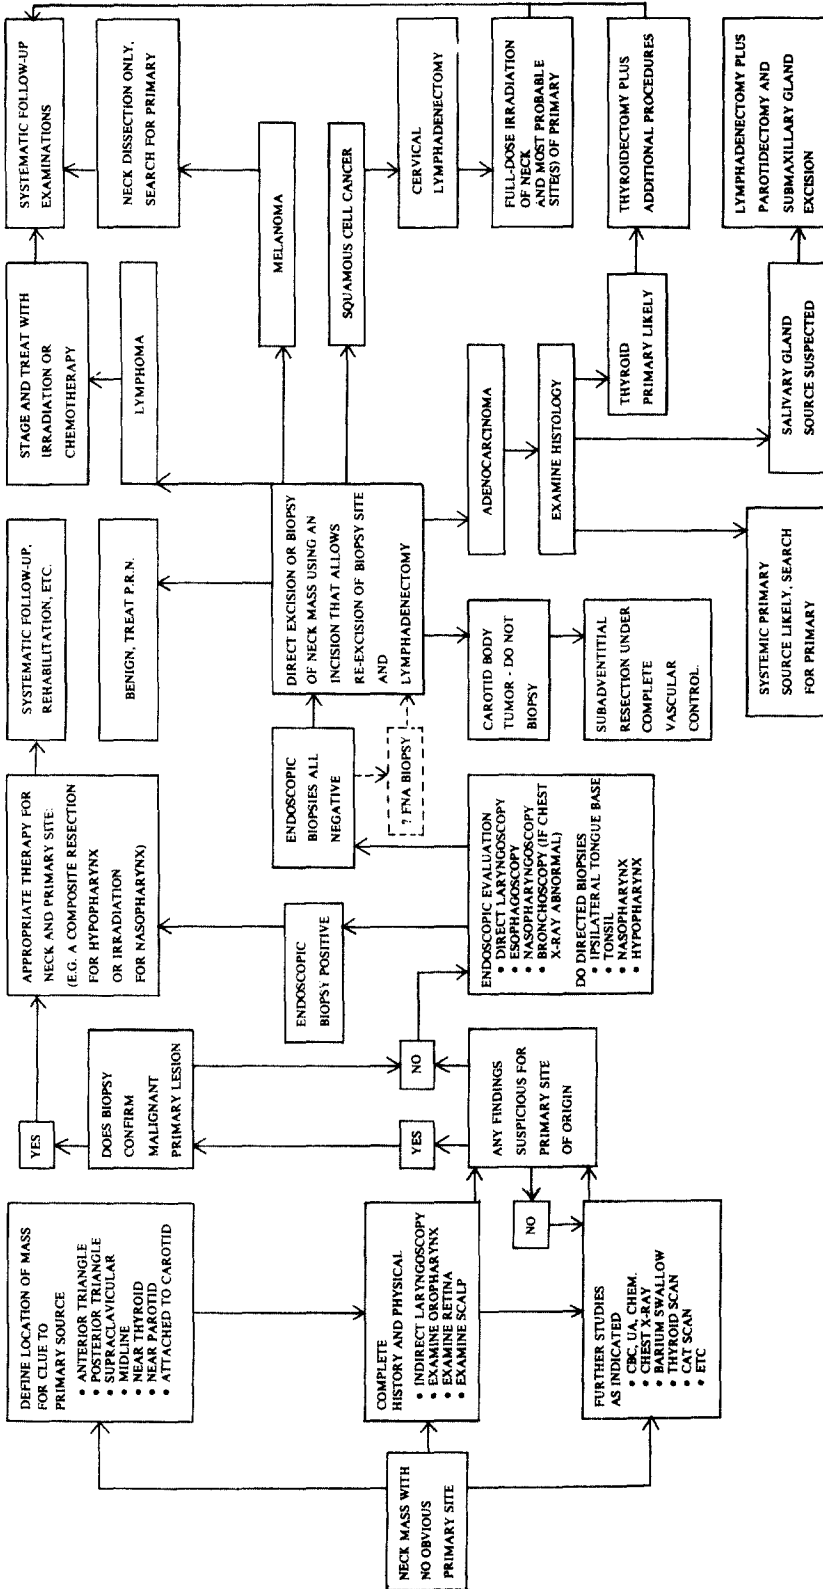 NECK MASS WITH
NO OBVIOUS
PRIMARY SITE
DEFINE LOCATION OF MASS
FOR CLUE TO
PRIMARY SOURCE
• ANTERIOR TRIANGLE
• POSTERIOR TRIANGLE
• SUPRACLAVICULAR
• MIDLINE
• NEAR THYROID
• NEAR PAROTID
• ATTACHED TO CAROTID
COMPLETE
HISTORY AND PHYSICAL
• INDIRECT LARYNGOSCOPY
• EXAMINE OROPHARYNX
• EXAMINE RETINA
• EXAMINE SCALP
FURTHER STUDIES
AS INDICATED
• CBC, UA, CHEM.
• CHEST X-RAY
• BARIUM SWALLOW
• THYROID SCAN
• CAT SCAN
• ETC
NO
ANY FINDINGS
SUSPICIOUS FOR
PRIMARY SITE
OF ORIGIN
YES
NO
DOES BIOPSY
CONFIRM
MALIGNANT
PRIMARY LESION
YES
APPROPRIATE THERAPY FOR
NECK AND PRIMARY SITE:
(E.G. A COMPOSITE RESECTION
FOR HYPOPHARYNX
OR IRRADIATION
FOR NASOPHARYNX)
ENDOSCOPIC
BIOPSY POSITIVE
ENDOSCOPIC EVALUATION
• DIRECT LARYNGOSCOPY
• ESOPHAGOSCOPY
• NASOPHARYNGOSCOPY
• BRONCHOSCOPY (IF CHEST
X-RAY ABNORMAL)
DO DIRECTED BIOPSIES
• IPSILATERAL TONGUE BASE
• TONSIL
• NASOPHARYNX
• HYPOPHARYNX
SYSTEMATIC FOLLOW-UP,
REHABILITATION, ETC.
ENDOSCOPIC
BIOPSIES ALL
NEGATIVE
? FNA BIOPSY
BENIGN, TREAT P.R.N.
DIRECT EXCISION OR BIOPSY
OF NECK MASS USING AN
INCISION THAT ALLOWS
RE-EXCISION OF BIOPSY SITE
AND
LYMPHADENECTOMY
CAROTID BODY
TUMOR - DO NOT
BIOPSY
SUBADVENTITIAL
RESECTION UNDER
COMPLETE
VASCULAR
CONTROL.
STAGE AND TREAT WITH
IRRADIATION OR
CHEMOTHERAPY
LYMPHOMA
MELANOMA
SQUAMOUS CELL CANCER
ADENOCARCINOMA
EXAMINE HISTOLOGY
SYSTEMIC PRIMARY
SOURCE LIKELY, SEARCH
FOR PRIMARY
THYROID
PRIMARY LIKELY
SALIVARY GLAND
SOURCE SUSPECTED
SYSTEMATIC FOLLOW-UP
EXAMINATIONS
NECK DISSECTION ONLY,
SEARCH FOR PRIMARY
CERVICAL
LYMPHADENECTOMY
FULL-DOSE IRRADIATION
OF NECK
AND MOST PROBABLE
SITE(S) OF PRIMARY
THYROIDECTOMY PLUS
ADDITIONAL PROCEDURES
LYMPHADENECTOMY PLUS
PAROTIDECTOMY AND
SUBMAXILLARY GLAND
EXCISION